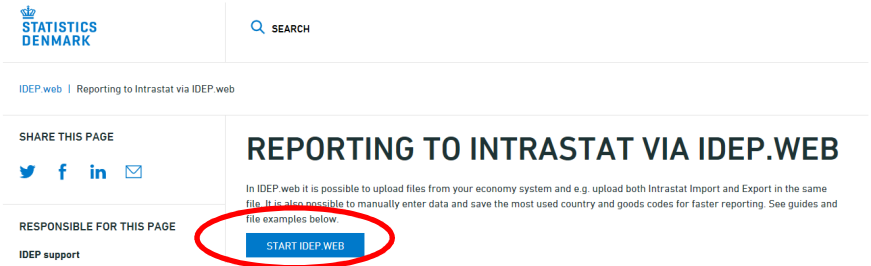 STATISTICS
DENMARK
SEARCH
IDEP.web | Reporting to Intrastat via IDEP.web
SHARE THIS PAGE
RESPONSIBLE FOR THIS PAGE
IDEP support
REPORTING TO INTRASTAT VIA IDEP.WEB
In IDEP.web it is possible to upload files from your economy system and e.g. upload both Intrastat Import and Export in the same
file. It is also possible to manually enter data and save the most used country and goods codes for faster reporting. See guides and
file examples below.
START IDEP.WEB